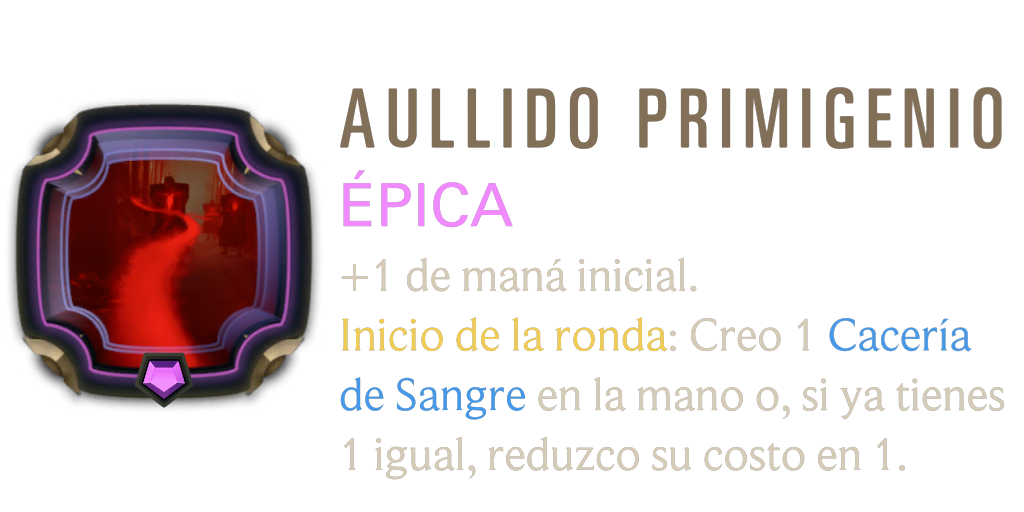 AULLIDO PRIMIGENIO
ÉPICA
+1 de maná inicial.
Inicio de la ronda: Creo 1 Cacería
de Sangre en la mano o, si ya tienes
1 igual, reduzco su costo en 1.